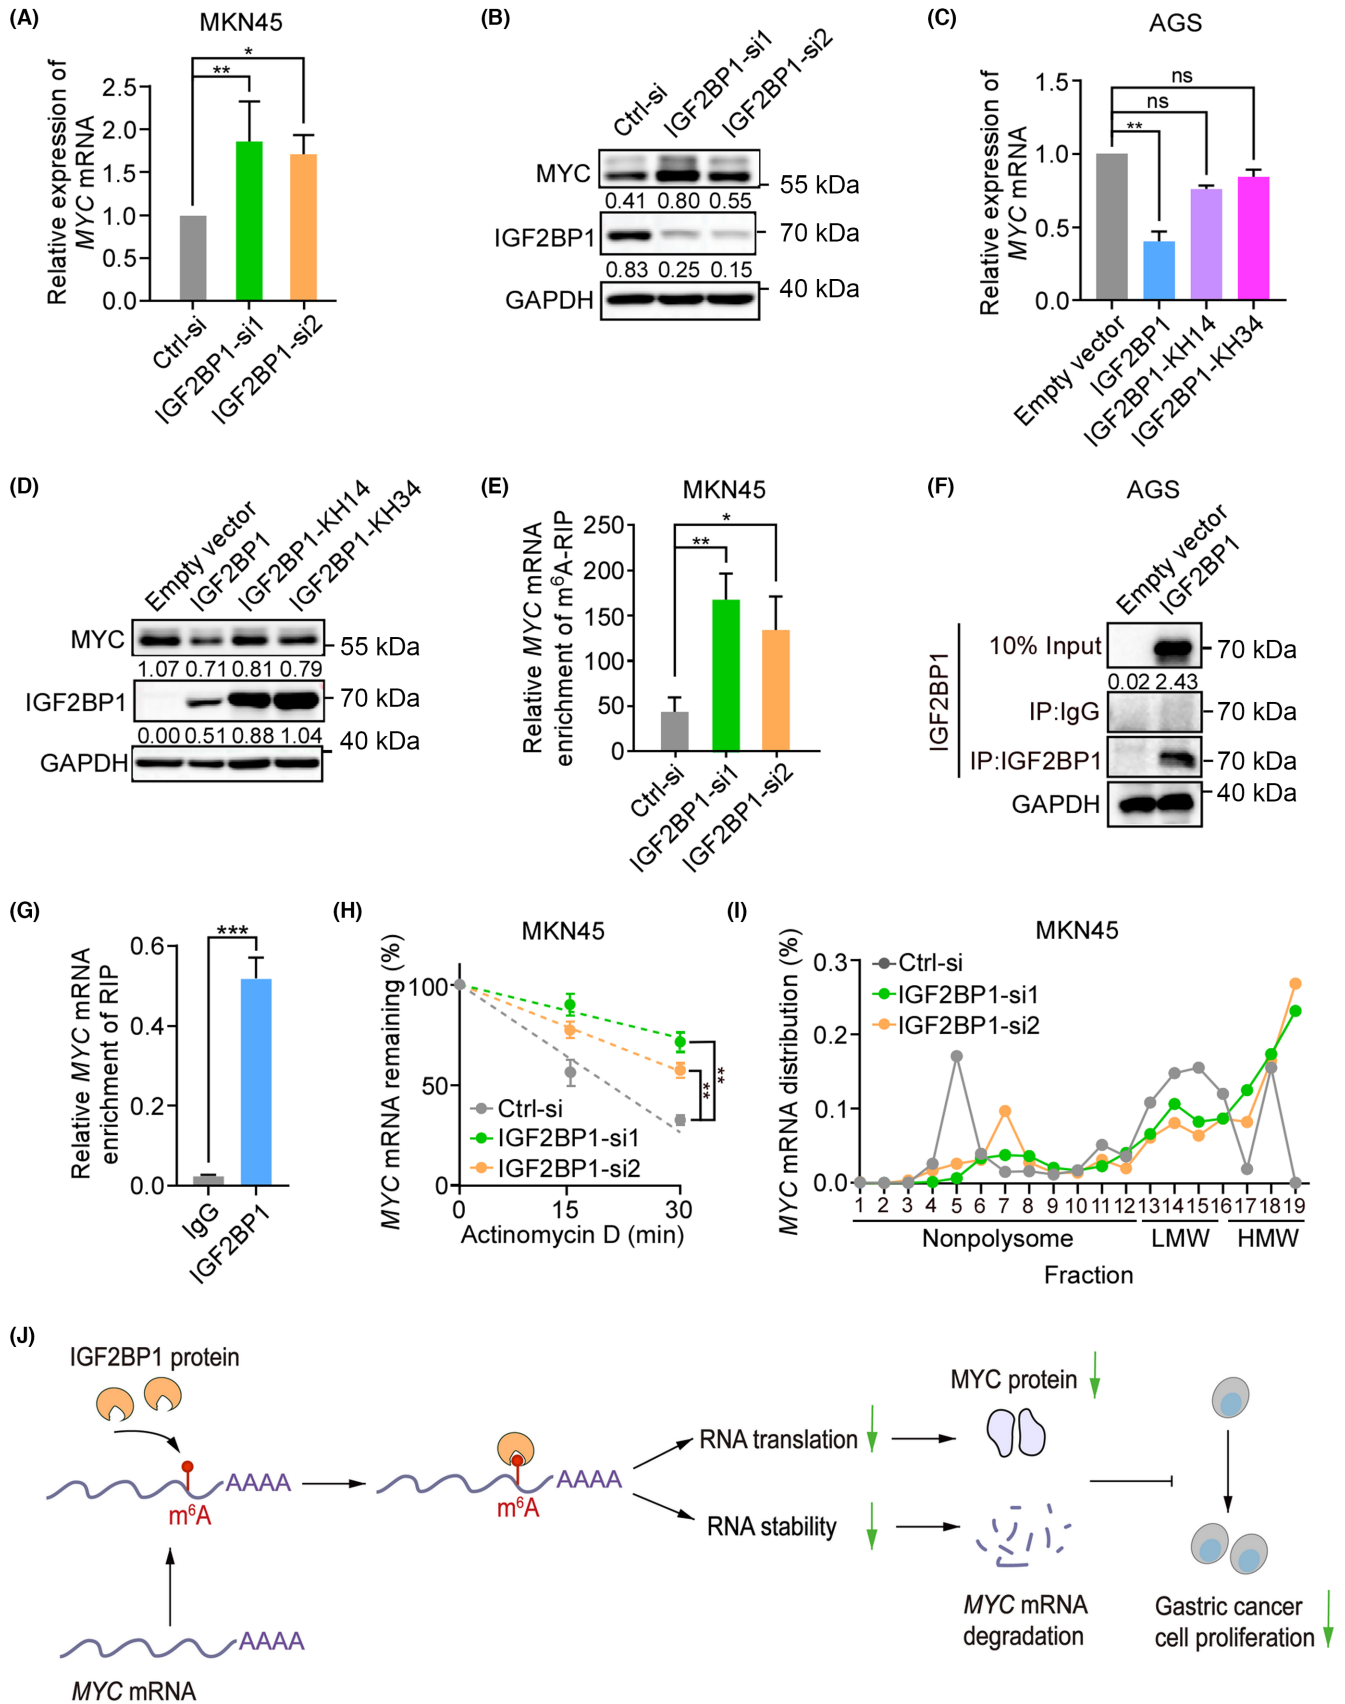 (A)
MKN45
Relative expression of
MYC mRNA
*
**
2.5
2.0
1.5
1.0
0.5
0.0
Ctrl-si
IGF2BP1-si1
IGF2BP1-si2
(B)
Ctrl-si
IGF2BP1-si1
IGF2BP1-si2
MYC
55 kDa
0.41 0.80 0.55
IGF2BP1
70 kDa
0.83 0.25 0.15
40 kDa
GAPDH
(C)
AGS
Relative expression of
MYC mRNA
ns
ns
**
1.5
1.0
0.5
0.0
Empty vector
IGF2BP1
IGF2BP1-KH14
IGF2BP1-KH34
(D)
Empty vector
IGF2BP1
IGF2BP1-KH14
IGF2BP1-KH34
MYC
55 kDa
1.07 0.71 0.81 0.79
IGF2BP1
70 kDa
0.00 0.51 0.88 1.04
40 kDa
GAPDH
(E)
MKN45
Relative MYC mRNA
enrichment of m⁶A-RIP
*
**
250
200
150
100
50
0
Ctrl-si
IGF2BP1-si1
IGF2BP1-si2
(F)
AGS
Empty vector
IGF2BP1
IGF2BP1
10% Input
70 kDa
0.02 2.43
IP:IgG
70 kDa
IP:IGF2BP1
70 kDa
40 kDa
GAPDH
(G)
Relative MYC mRNA
enrichment of RIP
***
0.6
0.4
0.2
0.0
IgG
IGF2BP1
(H)
MKN45
MYC mRNA remaining (%)
100
50
0
**
**
Ctrl-si
IGF2BP1-si1
IGF2BP1-si2
0 15 30
Actinomycin D (min)
(I)
MKN45
MYC mRNA distribution (%)
0.3
0.2
0.1
0.0
Ctrl-si
IGF2BP1-si1
IGF2BP1-si2
1 2 3 4 5 6 7 8 9 10 11 12 13 14 15 16 17 18 19
Nonpolysome LMW HMW
Fraction
(J)
IGF2BP1 protein
AAAA
m⁶A
AAAA
MYC mRNA
AAAA
m⁶A
RNA translation
RNA stability
MYC protein
MYC mRNA
degradation
Gastric cancer
cell proliferation